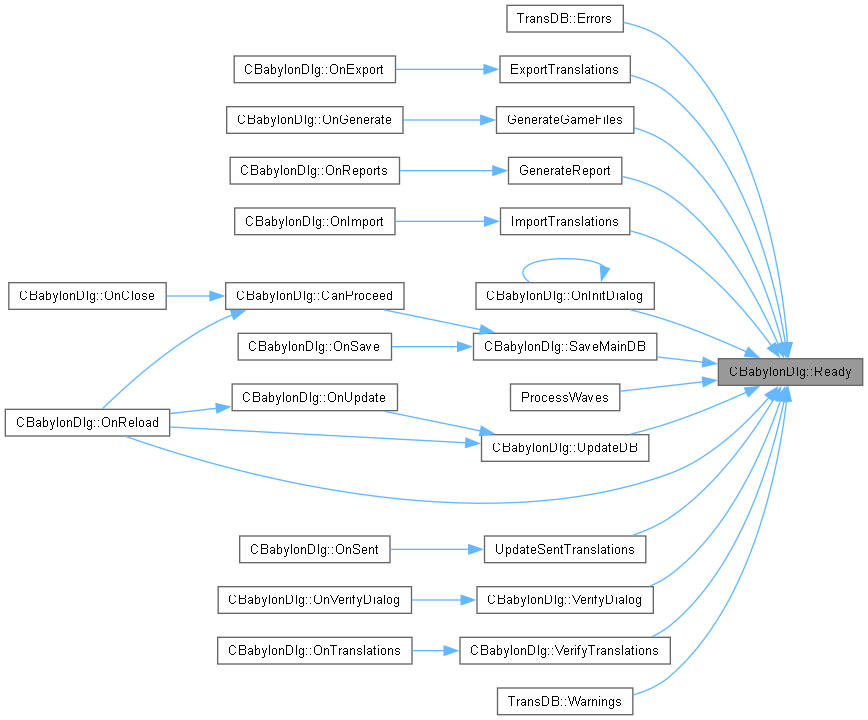 TransDB::Errors
CBabylonDlg::OnExport
ExportTranslations
CBabylonDlg::OnGenerate
GenerateGameFiles
CBabylonDlg::OnReports
GenerateReport
CBabylonDlg::OnImport
ImportTranslations
CBabylonDlg::OnClose
CBabylonDlg::CanProceed
CBabylonDlg::OnInitDialog
CBabylonDlg::OnSave
CBabylonDlg::SaveMainDB
CBabylonDlg::Ready
CBabylonDlg::OnUpdate
ProcessWaves
CBabylonDlg::OnReload
CBabylonDlg::UpdateDB
CBabylonDlg::OnSent
UpdateSentTranslations
CBabylonDlg::OnVerifyDialog
CBabylonDlg::VerifyDialog
CBabylonDlg::OnTranslations
CBabylonDlg::VerifyTranslations
TransDB::Warnings